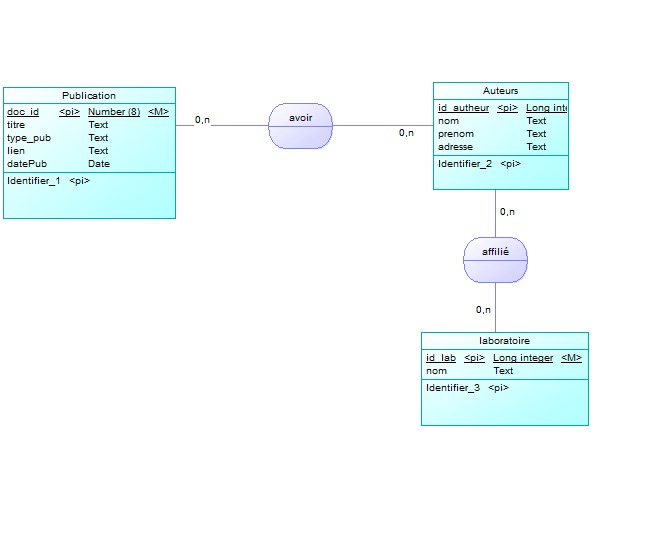 Publication
doc_id <pi> Number (8) <M>
titre Text
type_pub Text
lien Text
datePub Date
Identifier_1 <pi>
0,n
avoir
0,n
Auteurs
id_autheur <pi> Long
nom Text
prenom Text
adresse Text
Identifier_2 <pi>
0,n
affilié
0,n
laboratoire
id_lab <pi> Long integer <M>
nom Text
Identifier_3 <pi>